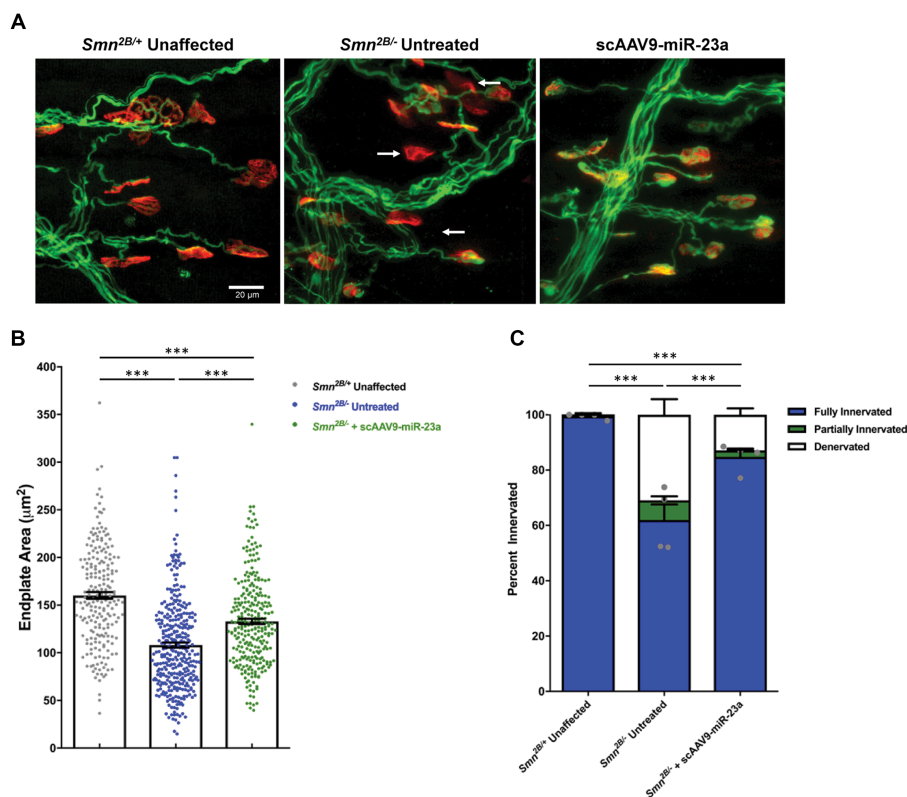 A
Smn2B/+ Unaffected
Smn2B/- Untreated
scAAV9-miR-23a
20 µm
B
***
*** ***
400
350
300
250
200
150
100
50
0
Endplate Area (µm2)
Smn2B/+ Unaffected
Smn2B/- Untreated
Smn2B/- + scAAV9-miR-23a
C
***
*** ***
100
80
60
40
20
0
Percent Innervated
Fully Innervated
Partially Innervated
Denervated
Smn2B/+ Unaffected
Smn2B/- Untreated
Smn2B/- + scAAV9-miR-23a